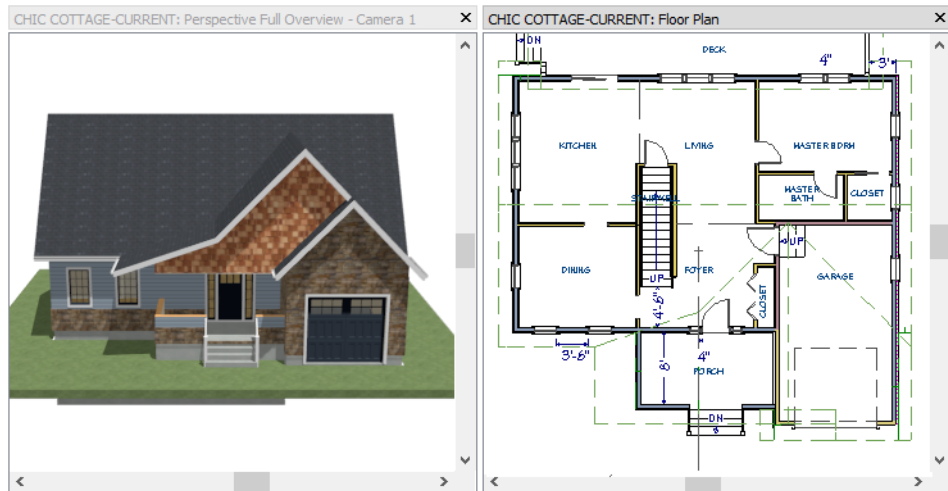 CHIC COTTAGE-CURRENT: Perspective Full Overview - Camera 1
CHIC COTTAGE-CURRENT: Floor Plan
DN
DECK
4"
3'
KITCHEN
LIVING
MASTER BDRM
MASTER
BATH
CLOSET
STAIRWELL
UP
DINING
UP
FOYER
GARAGE
CLOSET
4'-6"
3'-6"
4"
8'
PORCH
DN